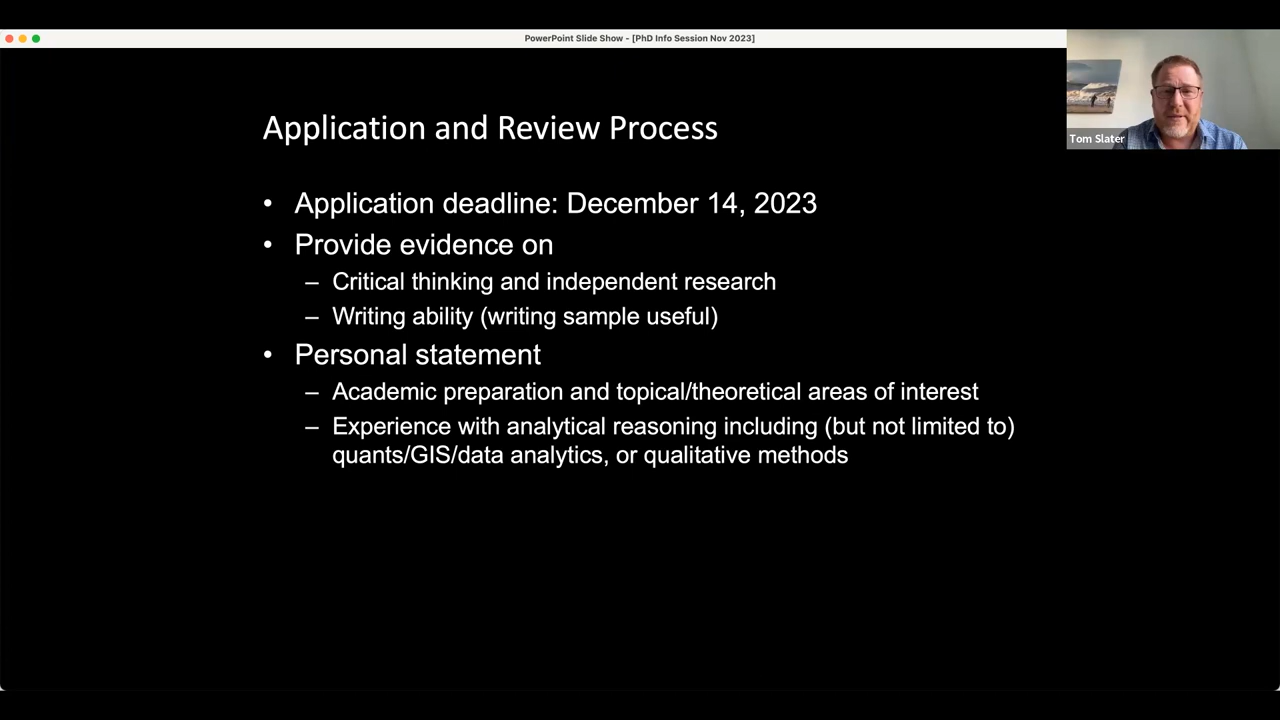 PowerPoint Slide Show - [PhD Info Session Nov 2023]
Tom Slater
Application and Review Process
• Application deadline: December 14, 2023
• Provide evidence on
– Critical thinking and independent research
– Writing ability (writing sample useful)
• Personal statement
– Academic preparation and topical/theoretical areas of interest
– Experience with analytical reasoning including (but not limited to)
quants/GIS/data analytics, or qualitative methods